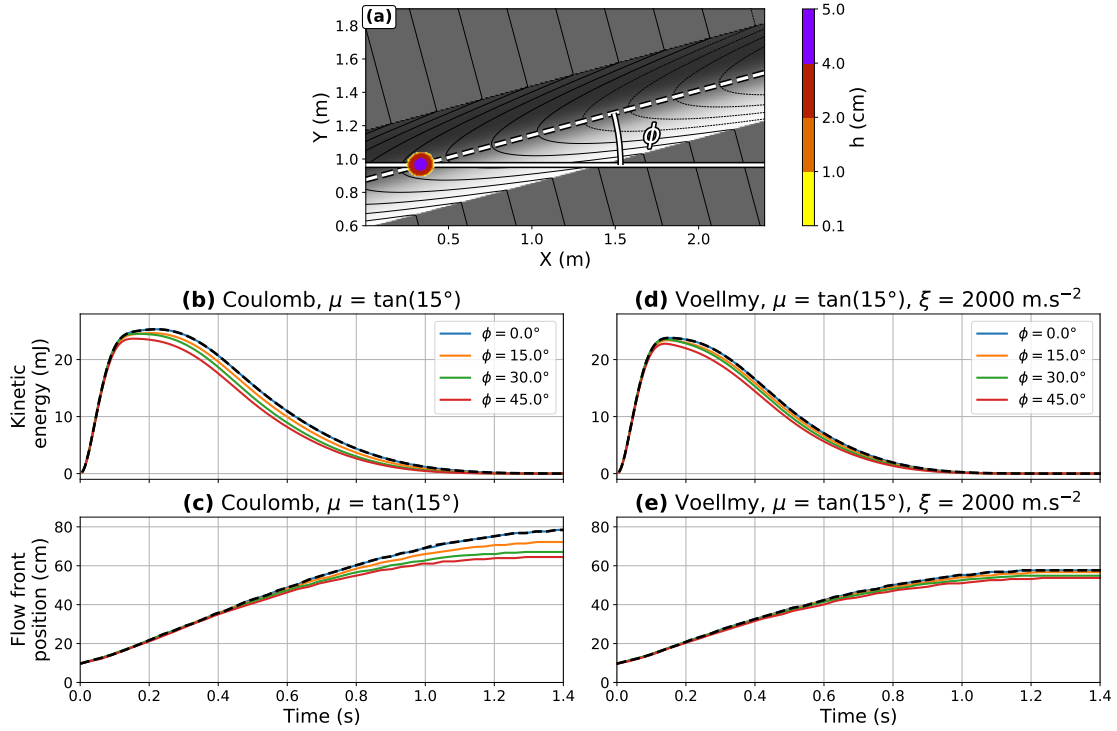 (a)
1.8
1.6
1.4
1.2
1.0
0.8
0.6
Y (m)
ϕ
0.5
1.0
1.5
2.0
X (m)
5.0
4.0
2.0
1.0
0.1
h (cm)
(b) Coulomb, μ = tan(15°)
20
10
0
Kinetic
energy (mJ)
ϕ = 0.0°
ϕ = 15.0°
ϕ = 30.0°
ϕ = 45.0°
(d) Voellmy, μ = tan(15°), ξ = 2000 m.s⁻²
20
10
0
ϕ = 0.0°
ϕ = 15.0°
ϕ = 30.0°
ϕ = 45.0°
(c) Coulomb, μ = tan(15°)
80
60
40
20
0
Flow front
position (cm)
0.0
0.2
0.4
0.6
0.8
1.0
1.2
1.4
Time (s)
(e) Voellmy, μ = tan(15°), ξ = 2000 m.s⁻²
80
60
40
20
0
0.0
0.2
0.4
0.6
0.8
1.0
1.2
1.4
Time (s)